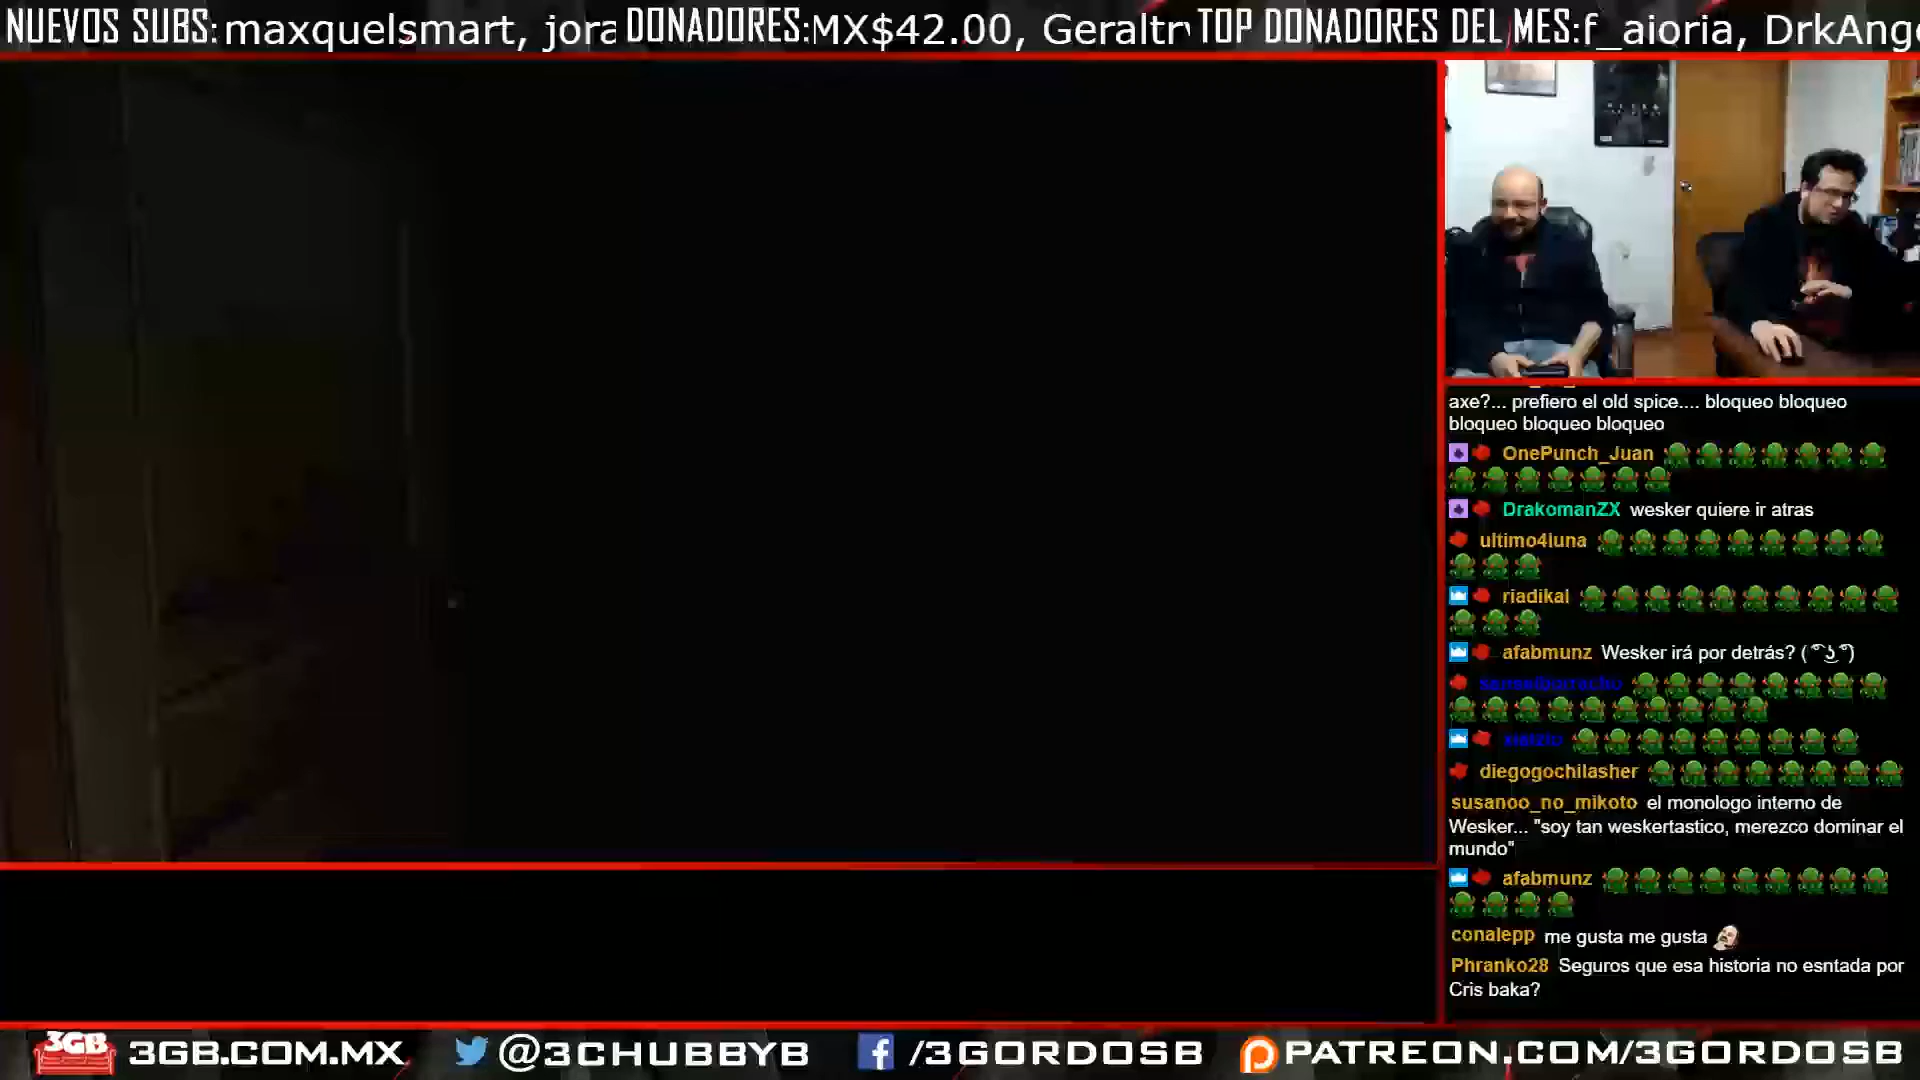 NUEVOS SUBS: maxquelsmart, jora DONADORES: MX$42.00, Geraltr TOP DONADORES DEL MES: f_aioria, DrkAng
axe?... prefiero el old spice.... bloqueo bloqueo
bloqueo bloqueo bloqueo
OnePunch_Juan
DrakomanZX wesker quiere ir atras
ultimo4luna
riadikal
afabmunz Wesker irá por detrás? ( ͡° ͜ʖ ͡°)
diegogochilasher
susanoo_no_mikoto el monologo interno de
Wesker... "soy tan weskertastico, merezco dominar el
mundo"
afabmunz
conalepp me gusta me gusta
Phranko28 Seguros que esa historia no esntada por
Cris baka?
3GB 3GB.COM.MX @3CHUBBYB /3GORDOSB PATREON.COM/3GORDOSB